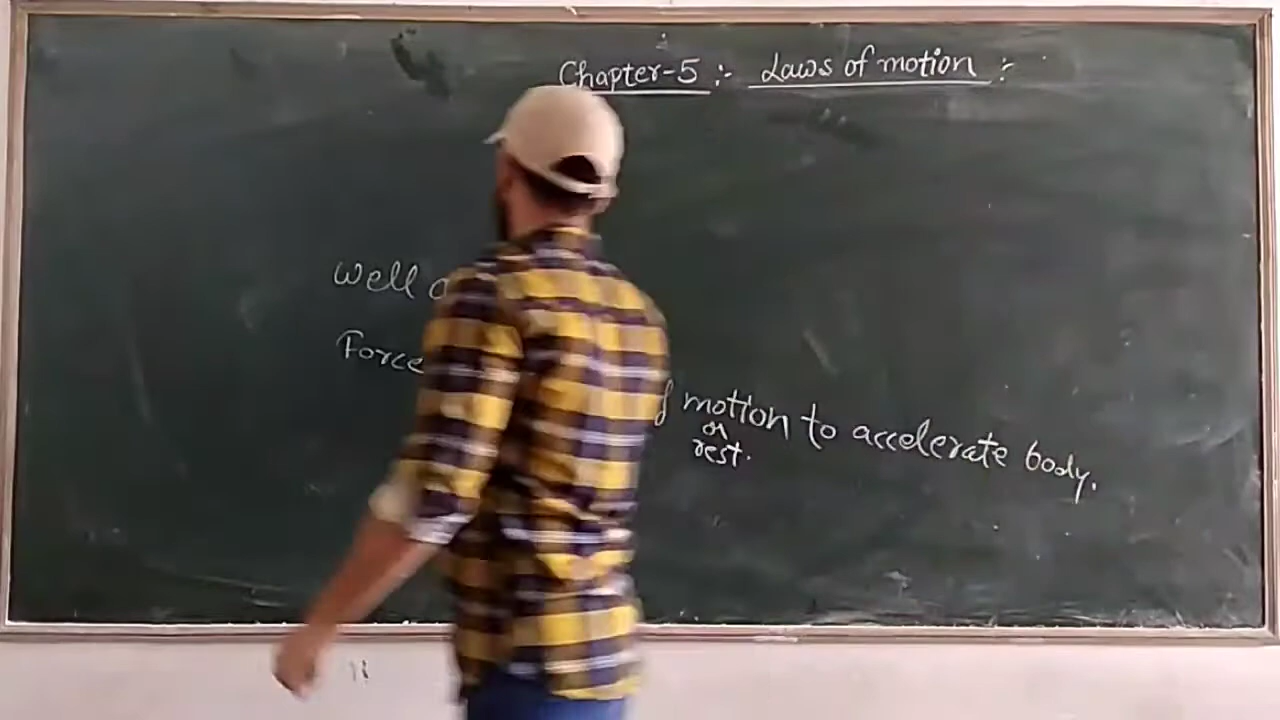 Chapter-5 :- Laws of motion :-
Well
Force
motion to accelerate body.
or
rest.